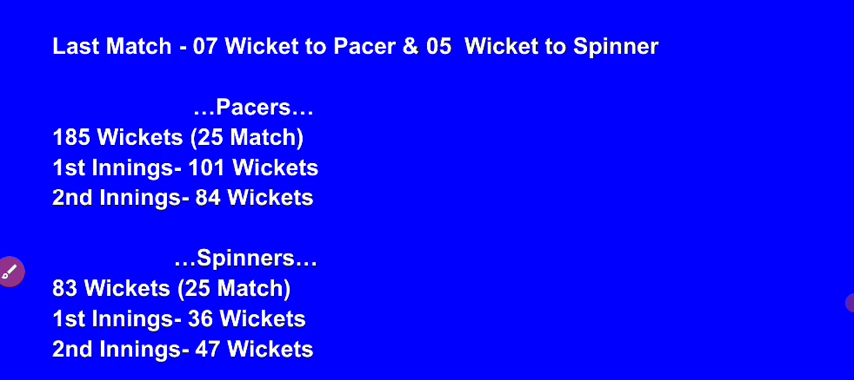 Last Match - 07 Wicket to Pacer & 05 Wicket to Spinner
...Pacers...
185 Wickets (25 Match)
1st Innings- 101 Wickets
2nd Innings- 84 Wickets
...Spinners...
83 Wickets (25 Match)
1st Innings- 36 Wickets
2nd Innings- 47 Wickets